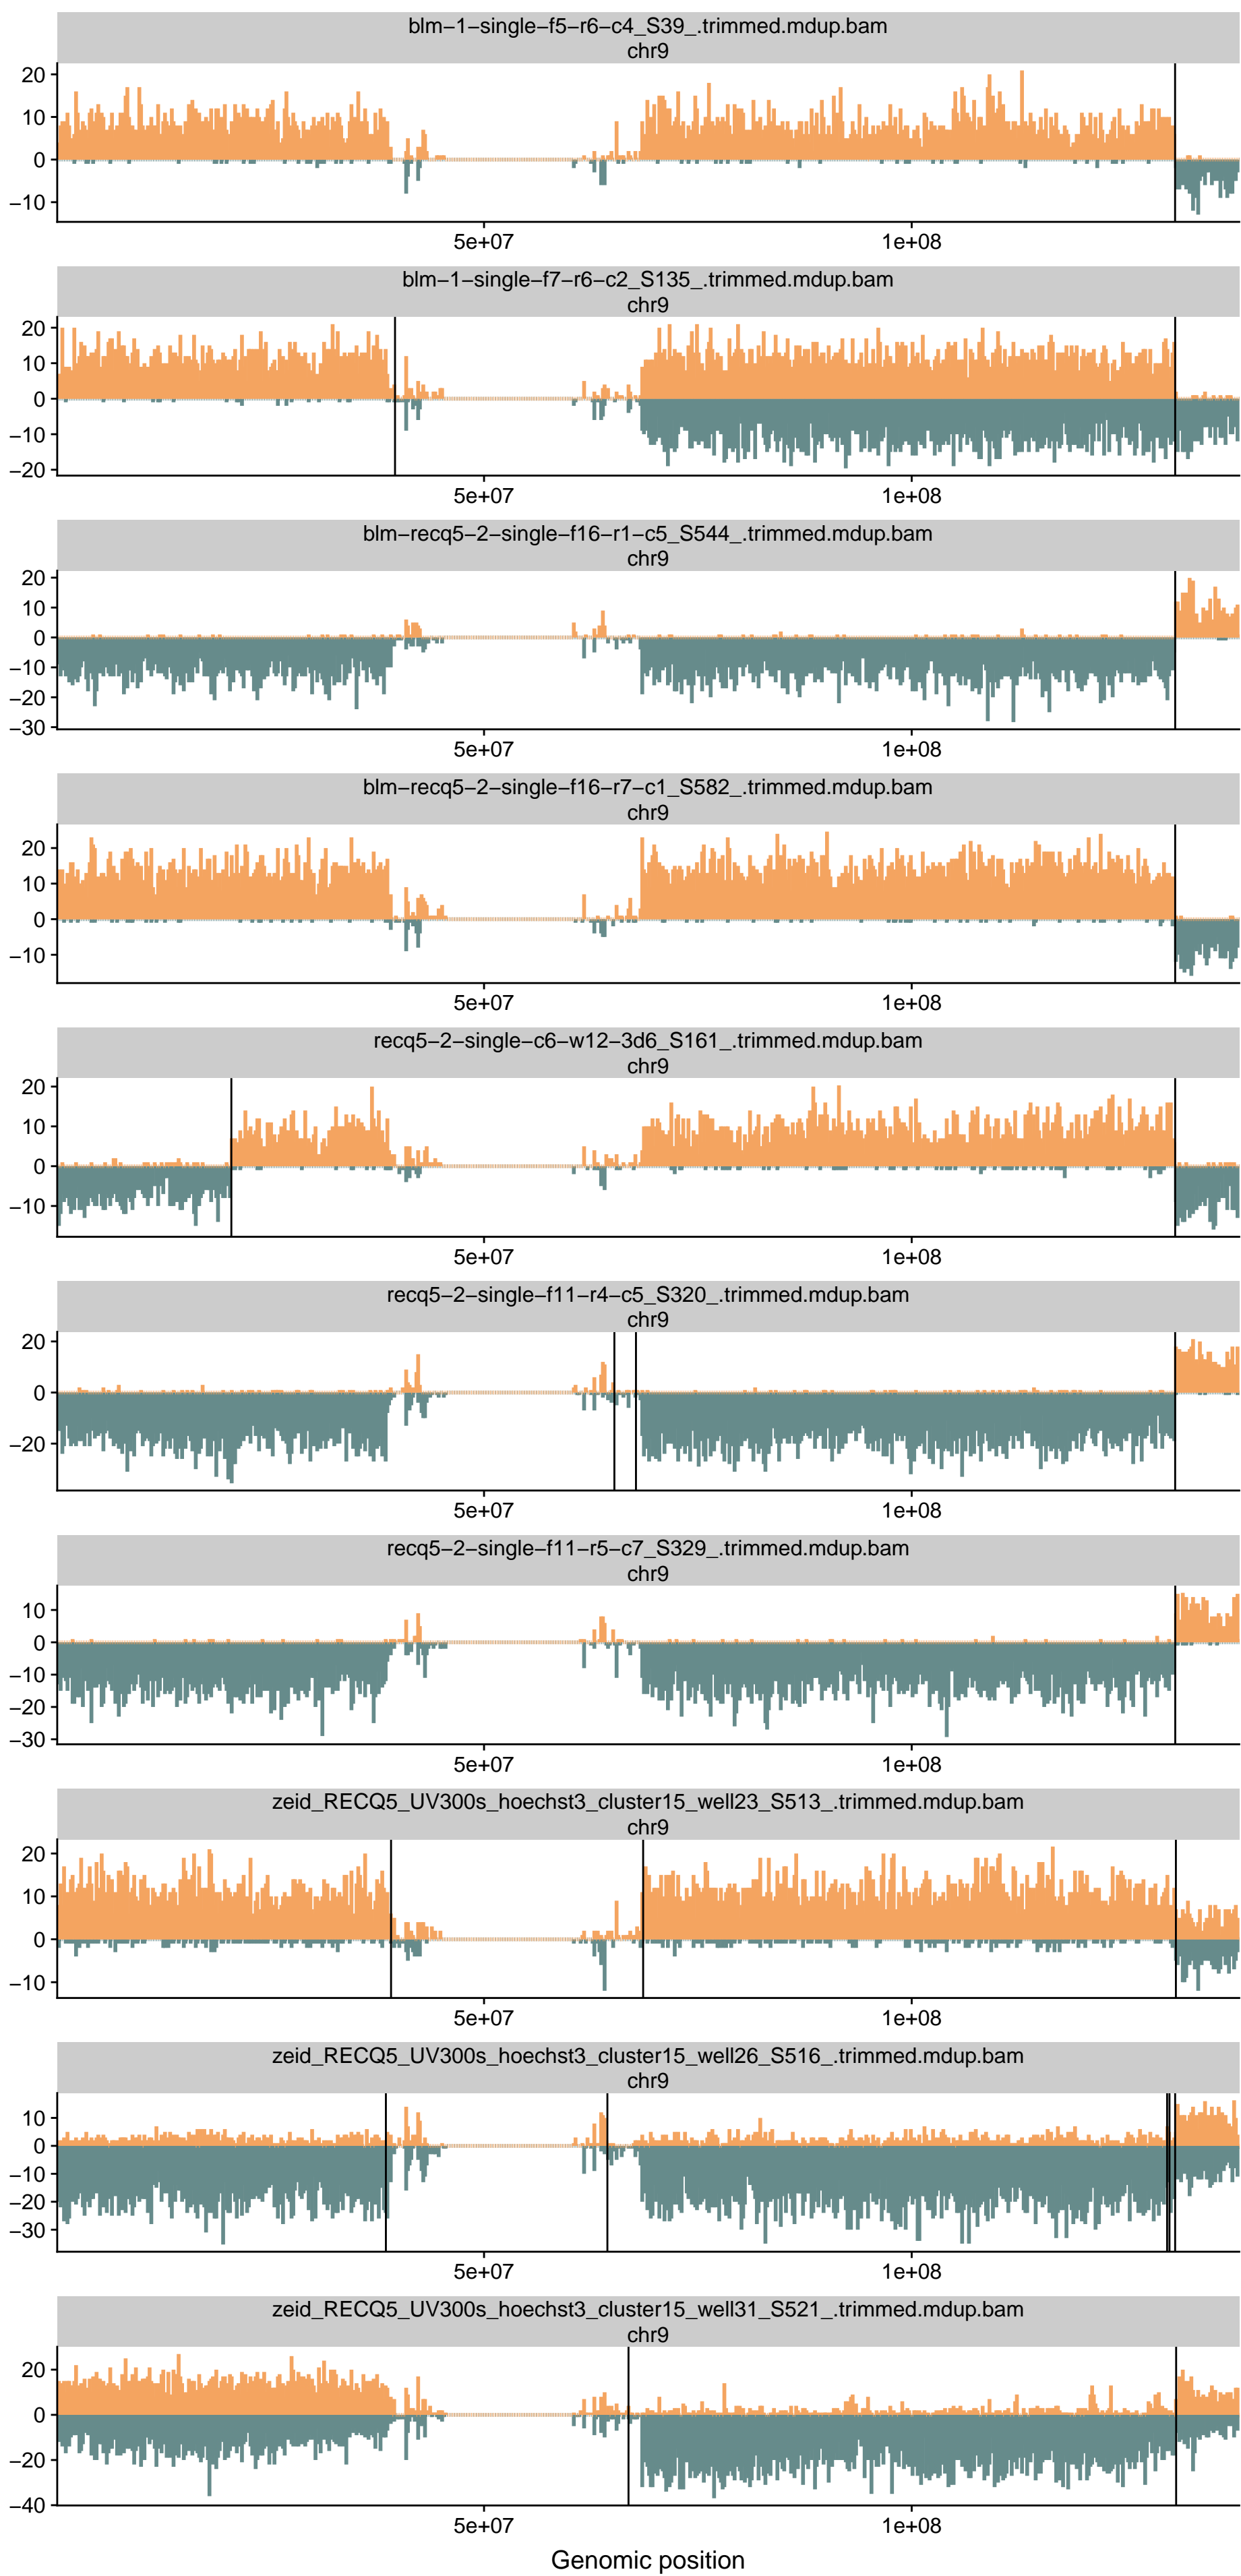 blm−1−single−f5−r6−c4_S39_.trimmed.mdup.bam
chr9
20
10
0
−10
5e+07
1e+08
blm−1−single−f7−r6−c2_S135_.trimmed.mdup.bam
chr9
20
10
0
−10
−20
5e+07
1e+08
blm−recq5−2−single−f16−r1−c5_S544_.trimmed.mdup.bam
chr9
20
10
0
−10
−20
−30
5e+07
1e+08
blm−recq5−2−single−f16−r7−c1_S582_.trimmed.mdup.bam
chr9
20
10
0
−10
5e+07
1e+08
recq5−2−single−c6−w12−3d6_S161_.trimmed.mdup.bam
chr9
20
10
0
−10
5e+07
1e+08
recq5−2−single−f11−r4−c5_S320_.trimmed.mdup.bam
chr9
20
0
−20
5e+07
1e+08
recq5−2−single−f11−r5−c7_S329_.trimmed.mdup.bam
chr9
10
0
−10
−20
−30
5e+07
1e+08
zeid_RECQ5_UV300s_hoechst3_cluster15_well23_S513_.trimmed.mdup.bam
chr9
20
10
0
−10
5e+07
1e+08
zeid_RECQ5_UV300s_hoechst3_cluster15_well26_S516_.trimmed.mdup.bam
chr9
10
0
−10
−20
−30
5e+07
1e+08
zeid_RECQ5_UV300s_hoechst3_cluster15_well31_S521_.trimmed.mdup.bam
chr9
20
0
−20
−40
5e+07
1e+08
Genomic position